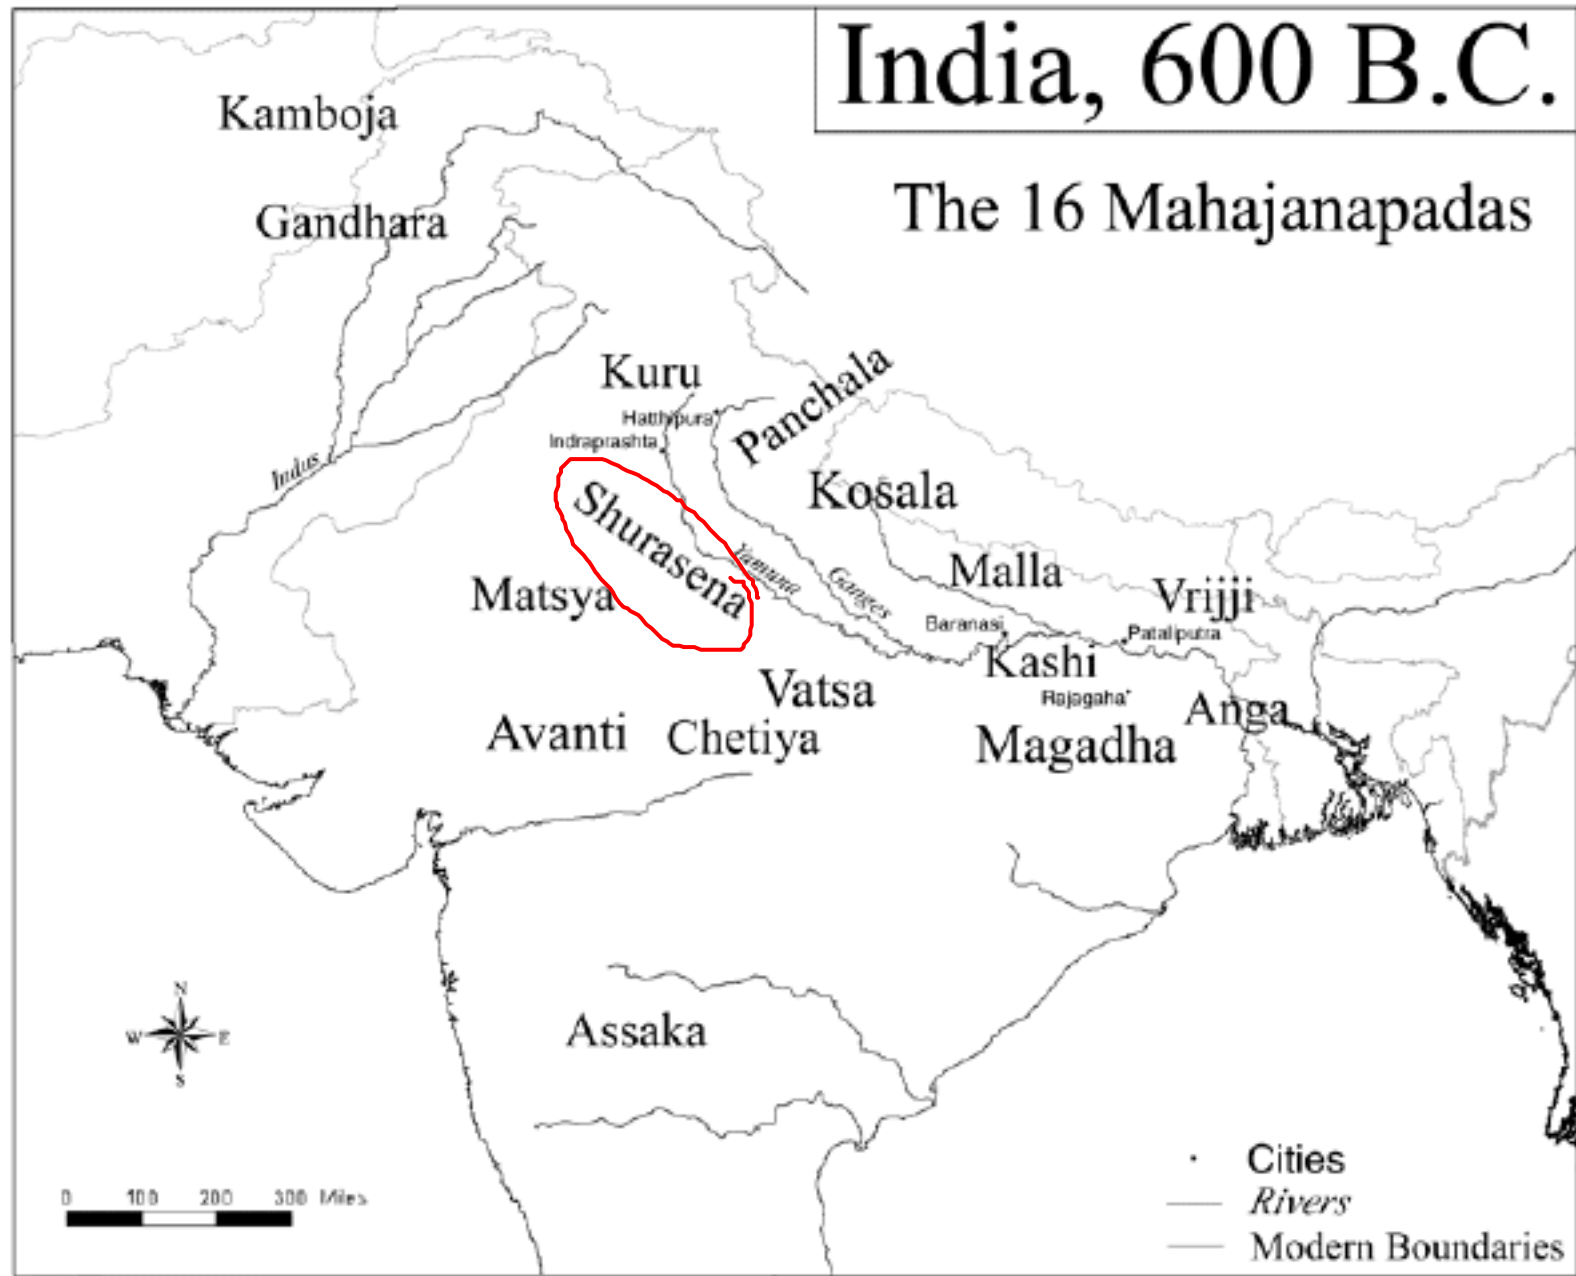 India, 600 B.C.
The 16 Mahajanapadas
Kamboja
Gandhara
Kuru
Panchala
Hatthipura
Indraprashta
Indus
Shurasena
Kosala
Yamuna
Ganges
Matsya
Malla
Vrijji
Baranasi
Pataliputra
Kashi
Vatsa
Rajagaha
Anga
Avanti
Chetiya
Magadha
Assaka
N
W
E
S
0 100 200 300 Miles
Cities
Rivers
Modern Boundaries